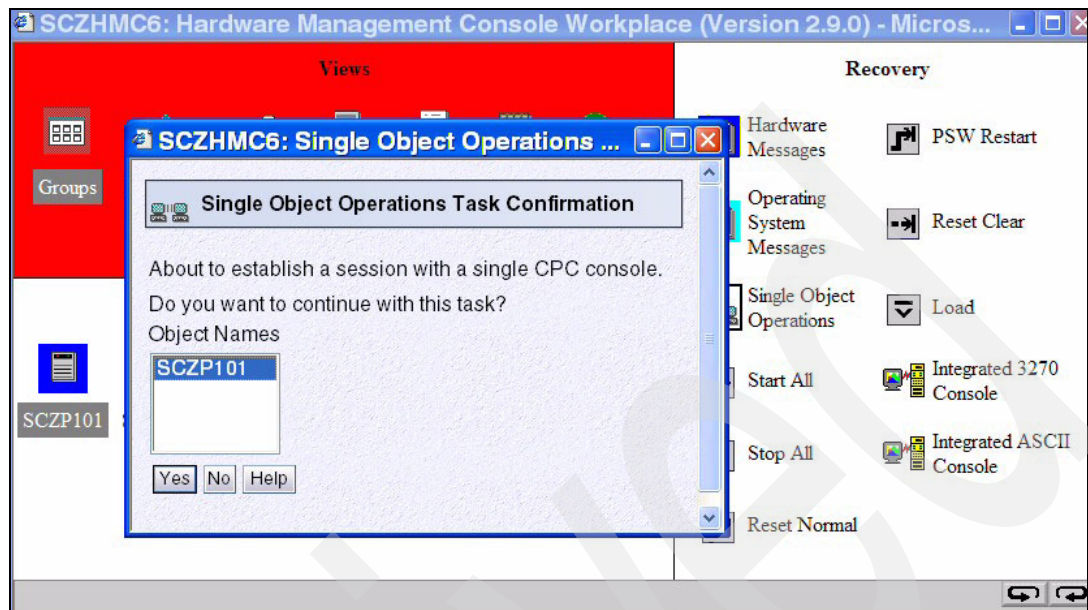 SCZHMC6: Hardware Management Console Workplace (Version 2.9.0) - Micros...
Views
Groups
SCZP101
SCZHMC6: Single Object Operations ...
Single Object Operations Task Confirmation
About to establish a session with a single CPC console.
Do you want to continue with this task?
Object Names
SCZP101
Yes No Help
Recovery
Hardware
Messages
PSW Restart
Operating
System
Messages
Reset Clear
Single Object
Operations
Load
Start All
Integrated 3270
Console
Stop All
Integrated ASCII
Console
Reset Normal